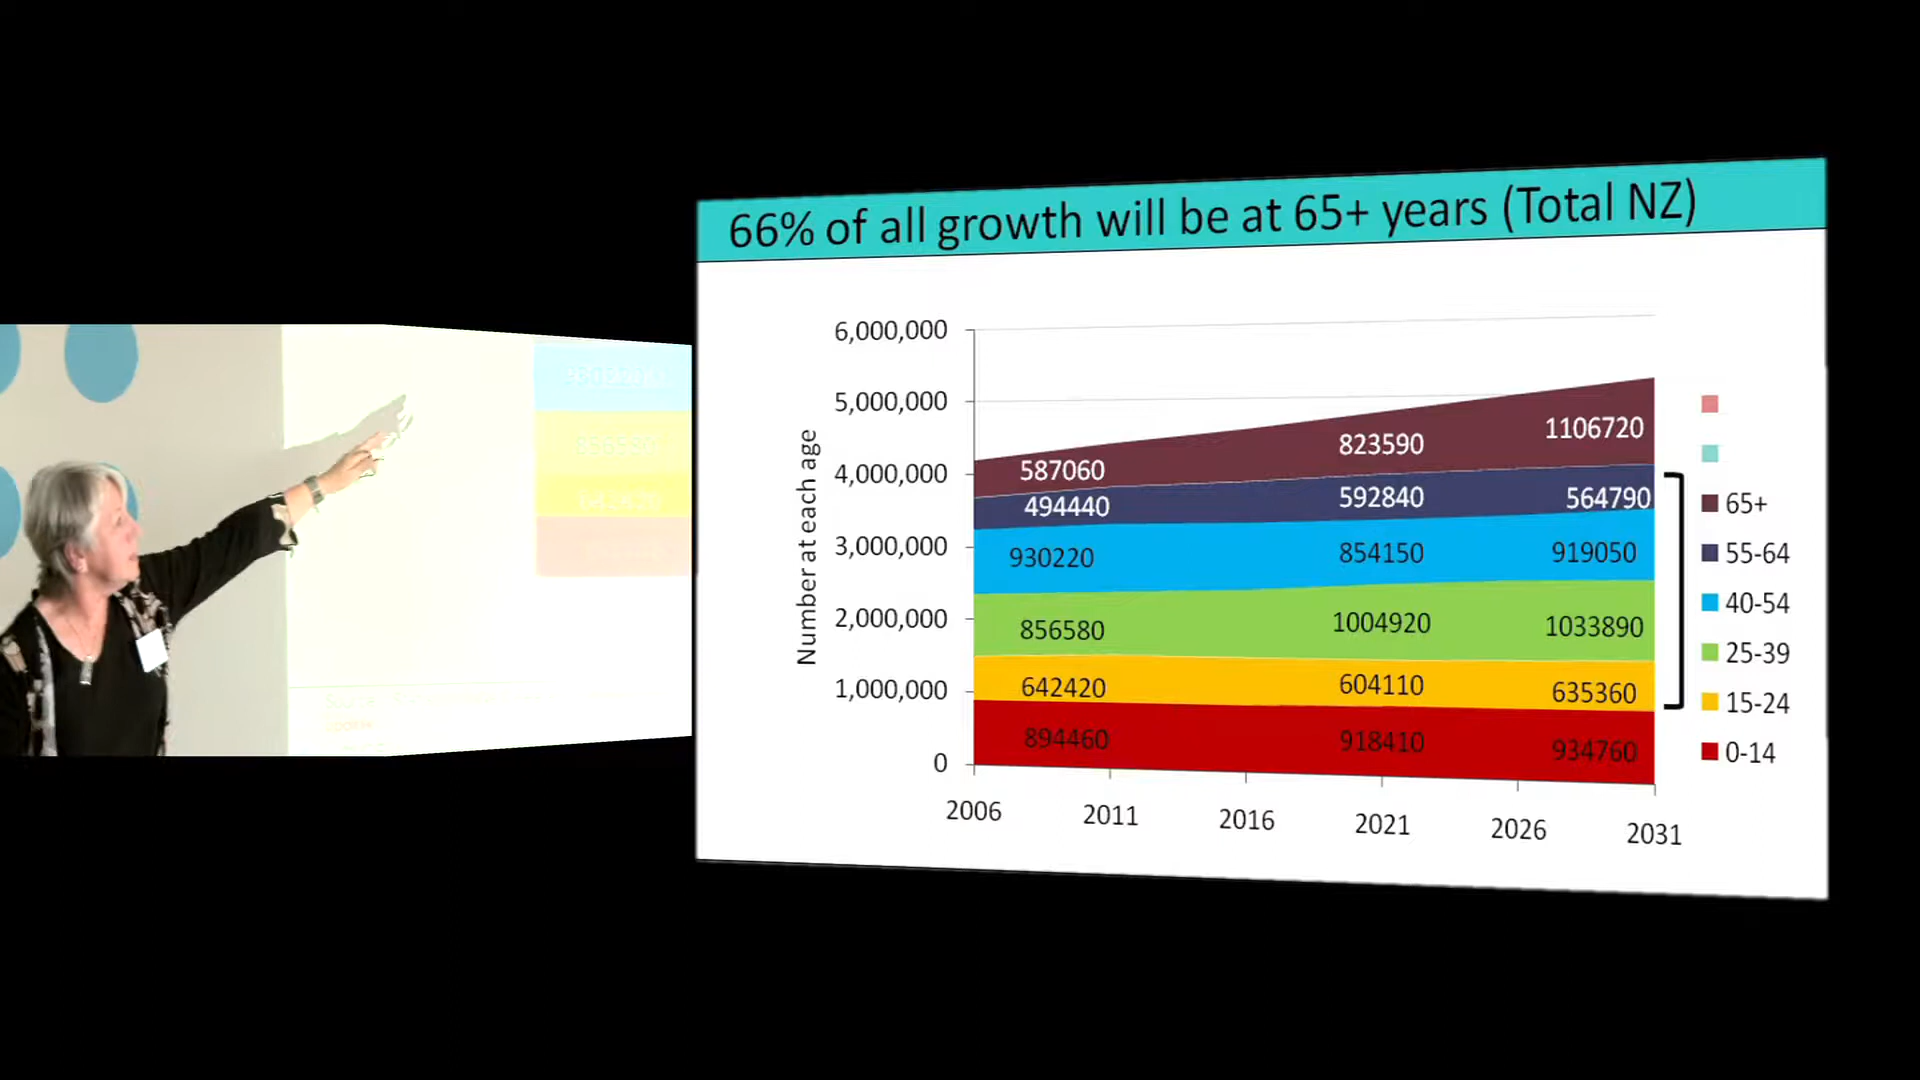 66% of all growth will be at 65+ years (Total NZ)
Number at each age
6,000,000
5,000,000
4,000,000
3,000,000
2,000,000
1,000,000
0
587060 823590 1106720
494440 592840 564790
930220 854150 919050
856580 1004920 1033890
642420 604110 635360
894460 918410 934760
2006 2011 2016 2021 2026 2031
65+
55-64
40-54
25-39
15-24
0-14
856580
642420